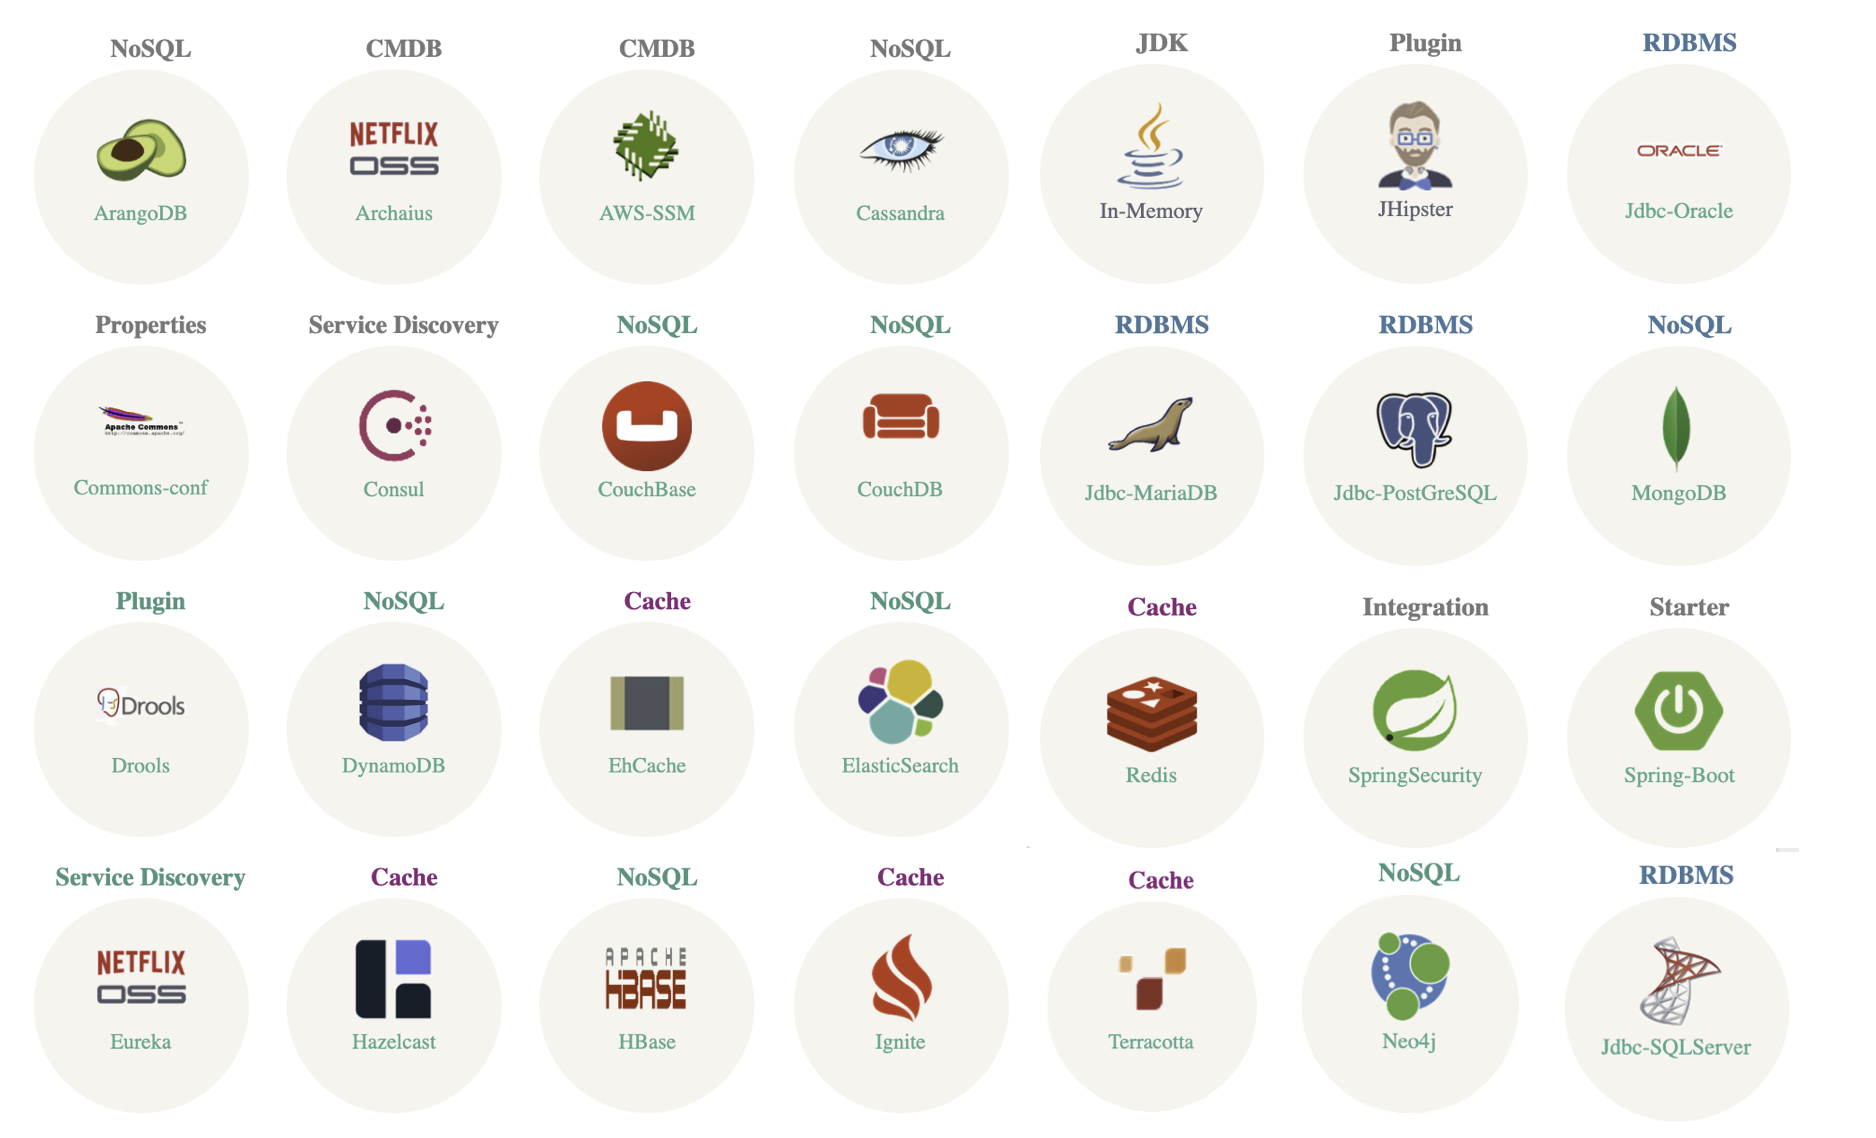 NoSQL
CMDB
CMDB
NoSQL
JDK
Plugin
RDBMS
NETFLIX
OSS
ORACLE
ArangoDB
Archaius
AWS-SSM
Cassandra
In-Memory
JHipster
Jdbc-Oracle
Properties
Service Discovery
NoSQL
NoSQL
RDBMS
RDBMS
NoSQL
Apache Commons™
http://commons.apache.org/
Commons-conf
Consul
CouchBase
CouchDB
Jdbc-MariaDB
Jdbc-PostGreSQL
MongoDB
Plugin
NoSQL
Cache
NoSQL
Cache
Integration
Starter
Drools
Drools
DynamoDB
EhCache
ElasticSearch
Redis
SpringSecurity
Spring-Boot
Service Discovery
Cache
NoSQL
Cache
Cache
NoSQL
RDBMS
NETFLIX
OSS
APACHE
HBASE
Eureka
Hazelcast
HBase
Ignite
Terracotta
Neo4j
Jdbc-SQLServer